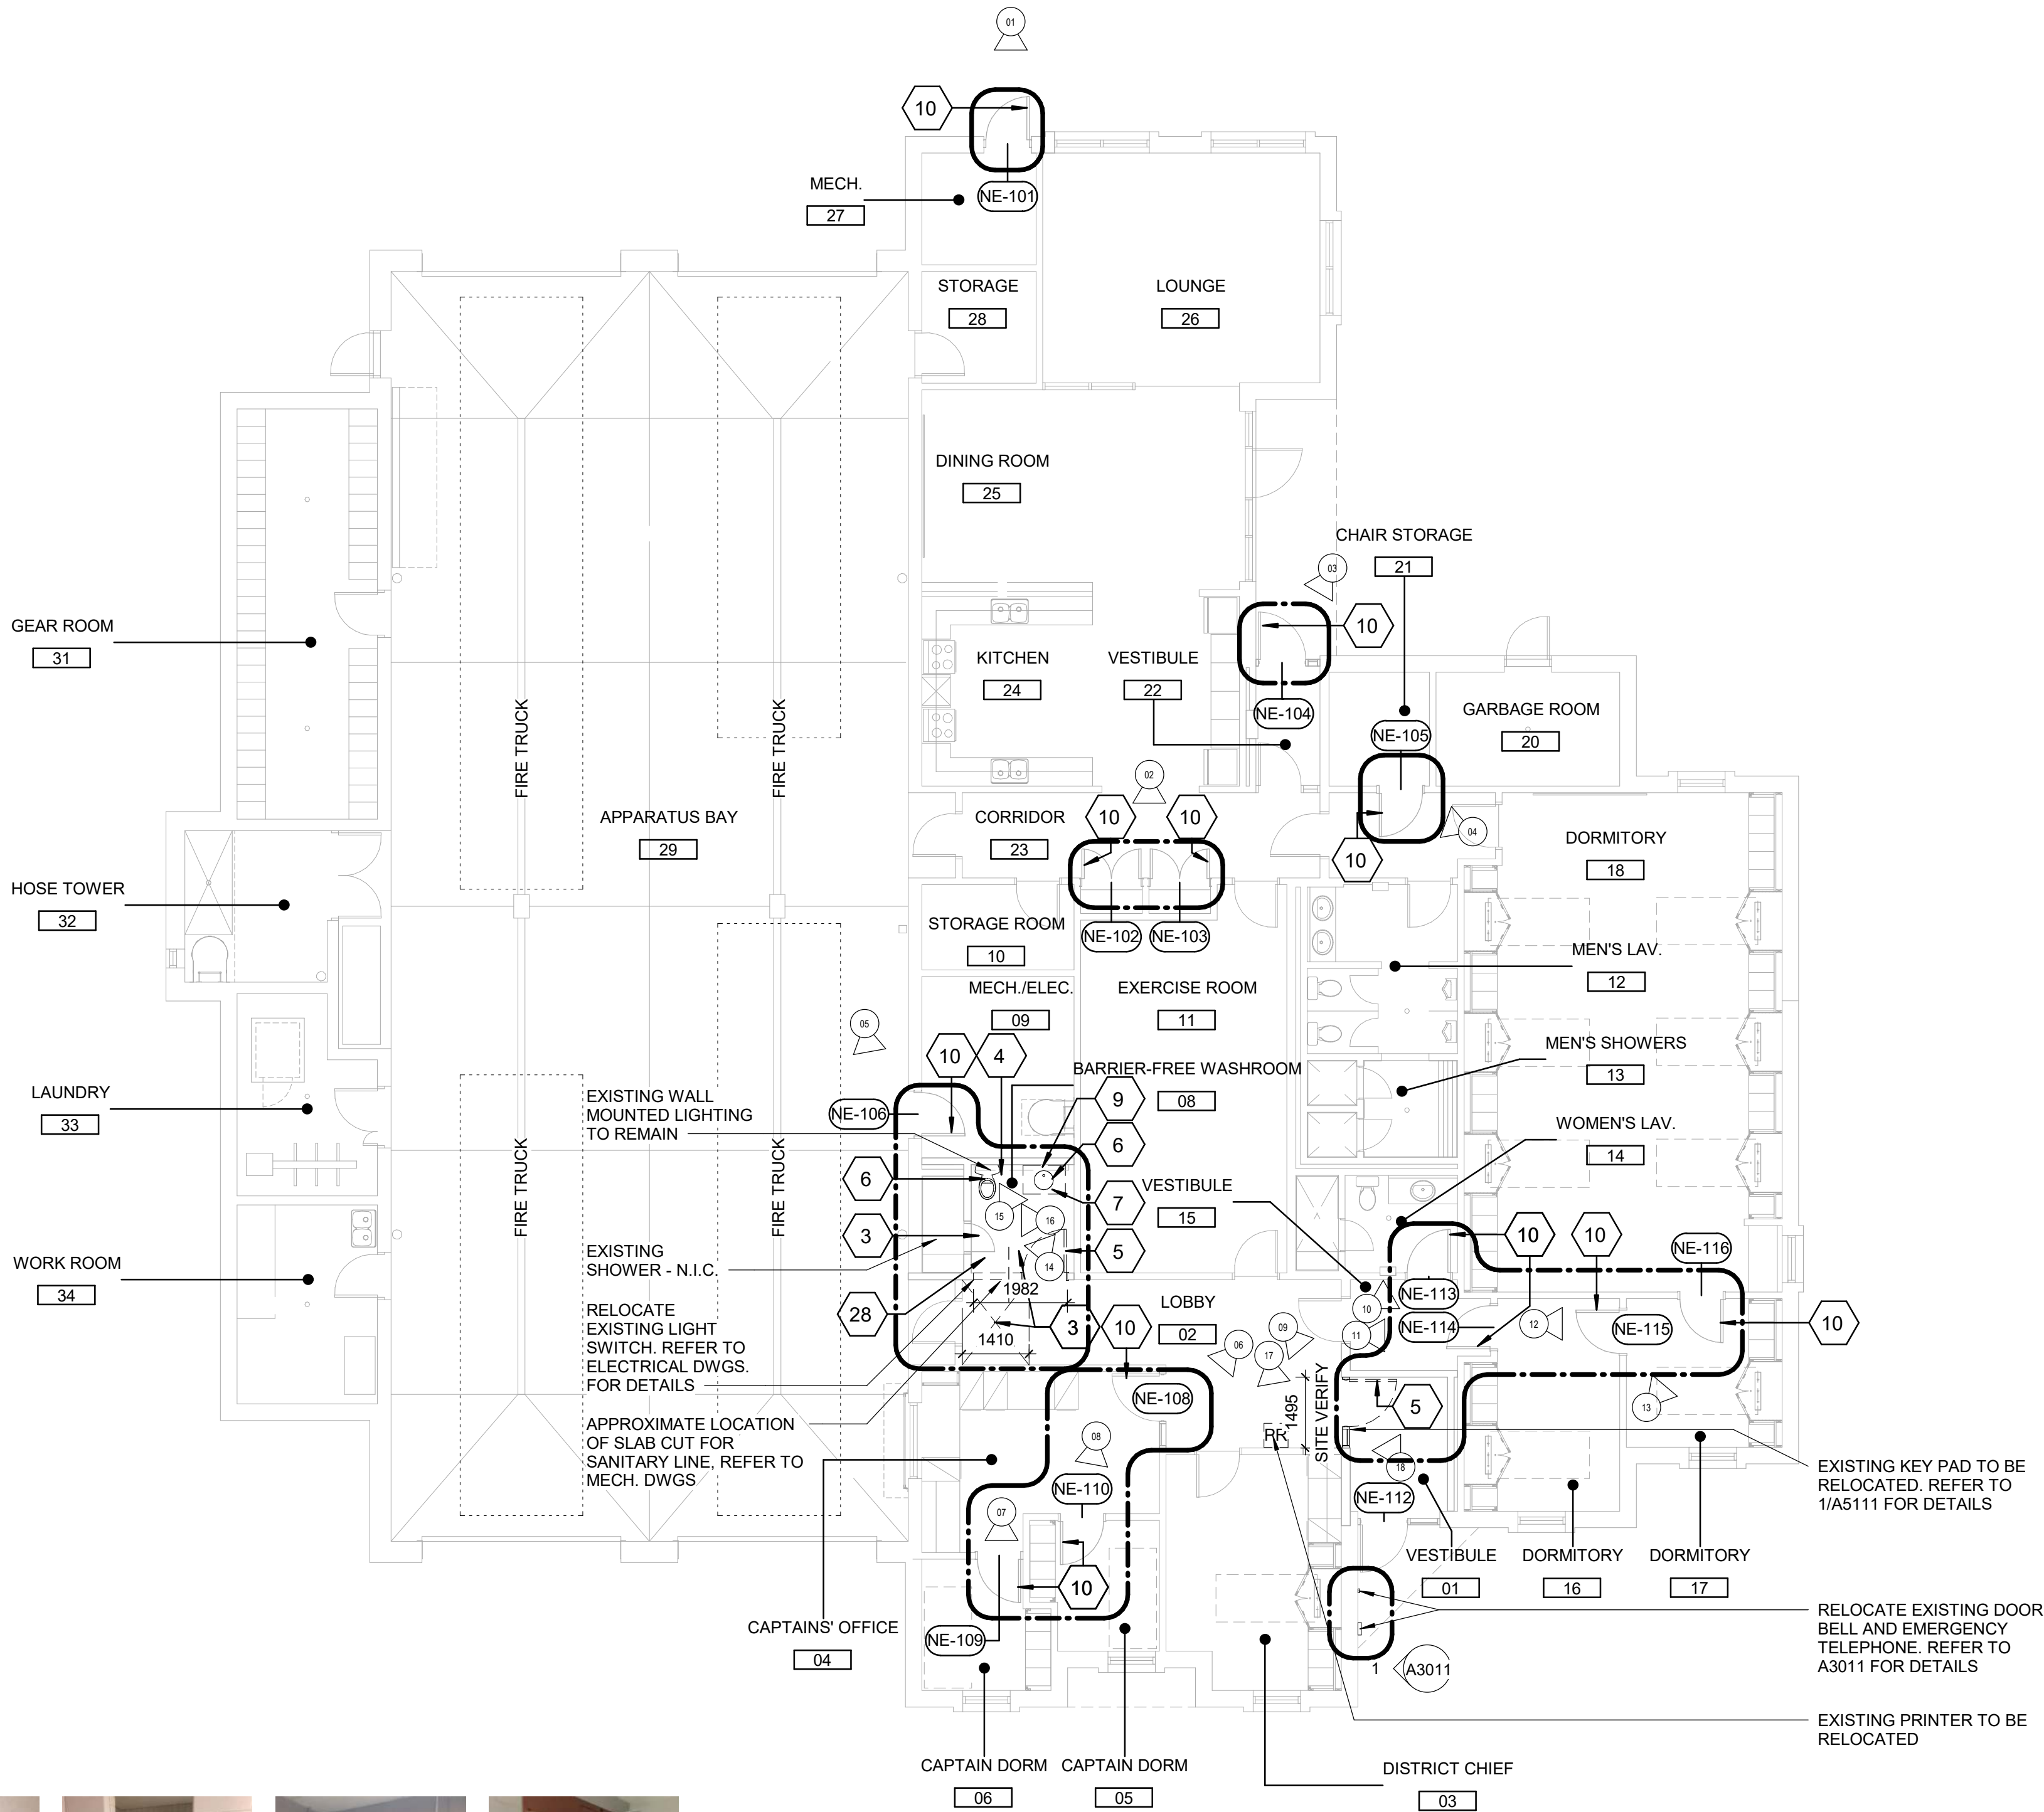 01
10
NE-101
MECH.
27
STORAGE
28
LOUNGE
26
DINING ROOM
25
CHAIR STORAGE
21
03
10
GEAR ROOM
31
KITCHEN
24
VESTIBULE
22
NE-104
NE-105
GARBAGE ROOM
20
FIRE TRUCK
FIRE TRUCK
02
APPARATUS BAY
29
CORRIDOR
23
10
10
04
10
DORMITORY
18
HOSE TOWER
32
STORAGE ROOM
10
NE-102
NE-103
MEN'S LAV.
12
MECH./ELEC.
09
EXERCISE ROOM
11
05
10
4
MEN'S SHOWERS
13
BARRIER-FREE WASHROOM
08
LAUNDRY
33
EXISTING WALL
MOUNTED LIGHTING
TO REMAIN
NE-106
9
6
WOMEN'S LAV.
14
FIRE TRUCK
FIRE TRUCK
6
7
VESTIBULE
15
15
16
3
5
14
10
10
NE-116
WORK ROOM
34
EXISTING
SHOWER - N.I.C.
1982
28
3
10
LOBBY
02
10
NE-113
11
NE-114
12
NE-115
10
RELOCATE
EXISTING LIGHT
SWITCH. REFER TO
ELECTRICAL DWGS.
FOR DETAILS
1410
06
09
17
NE-108
1495
SITE VERIFY
5
13
APPROXIMATE LOCATION
OF SLAB CUT FOR
SANITARY LINE, REFER TO
MECH. DWGS
08
PR
18
NE-110
NE-112
EXISTING KEY PAD TO BE
RELOCATED. REFER TO
1/A5111 FOR DETAILS
07
10
VESTIBULE
01
DORMITORY
16
DORMITORY
17
CAPTAINS' OFFICE
04
NE-109
RELOCATE EXISTING DOOR
BELL AND EMERGENCY
TELEPHONE. REFER TO
A3011 FOR DETAILS
1
A3011
EXISTING PRINTER TO BE
RELOCATED
CAPTAIN DORM
06
CAPTAIN DORM
05
DISTRICT CHIEF
03